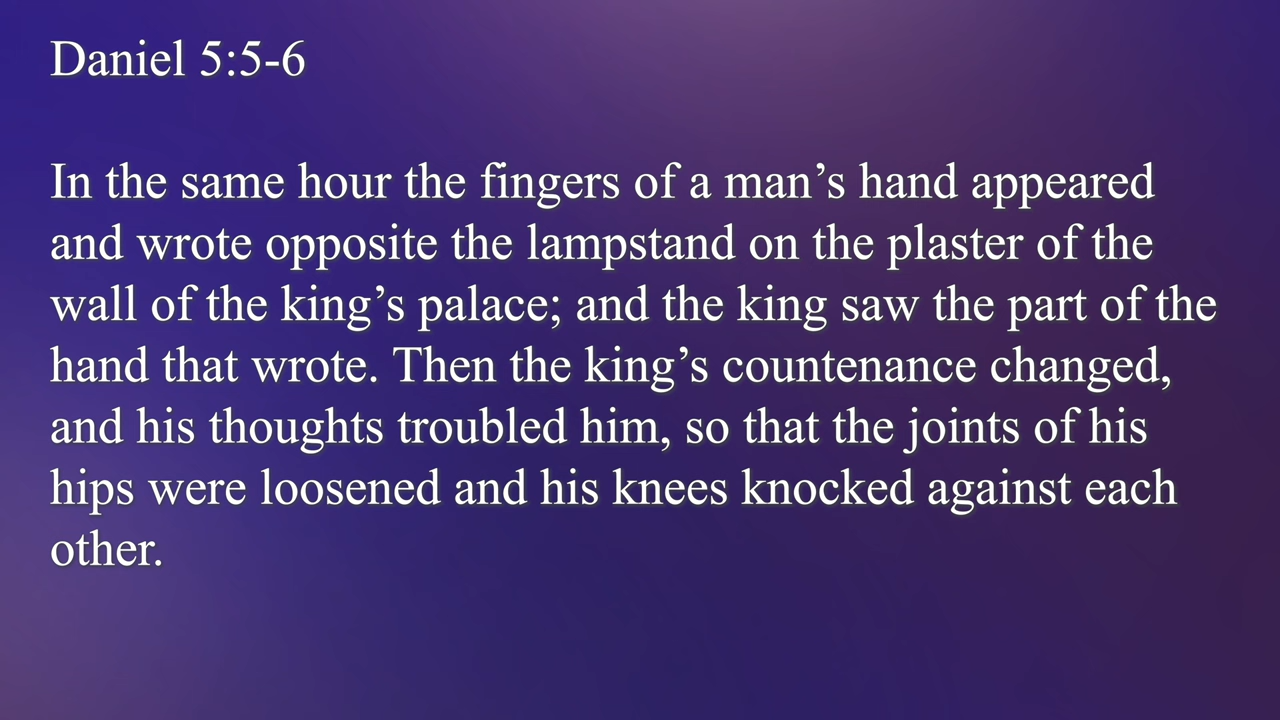 Daniel 5:5-6
In the same hour the fingers of a man’s hand appeared
and wrote opposite the lampstand on the plaster of the
wall of the king’s palace; and the king saw the part of the
hand that wrote. Then the king’s countenance changed,
and his thoughts troubled him, so that the joints of his
hips were loosened and his knees knocked against each
other.